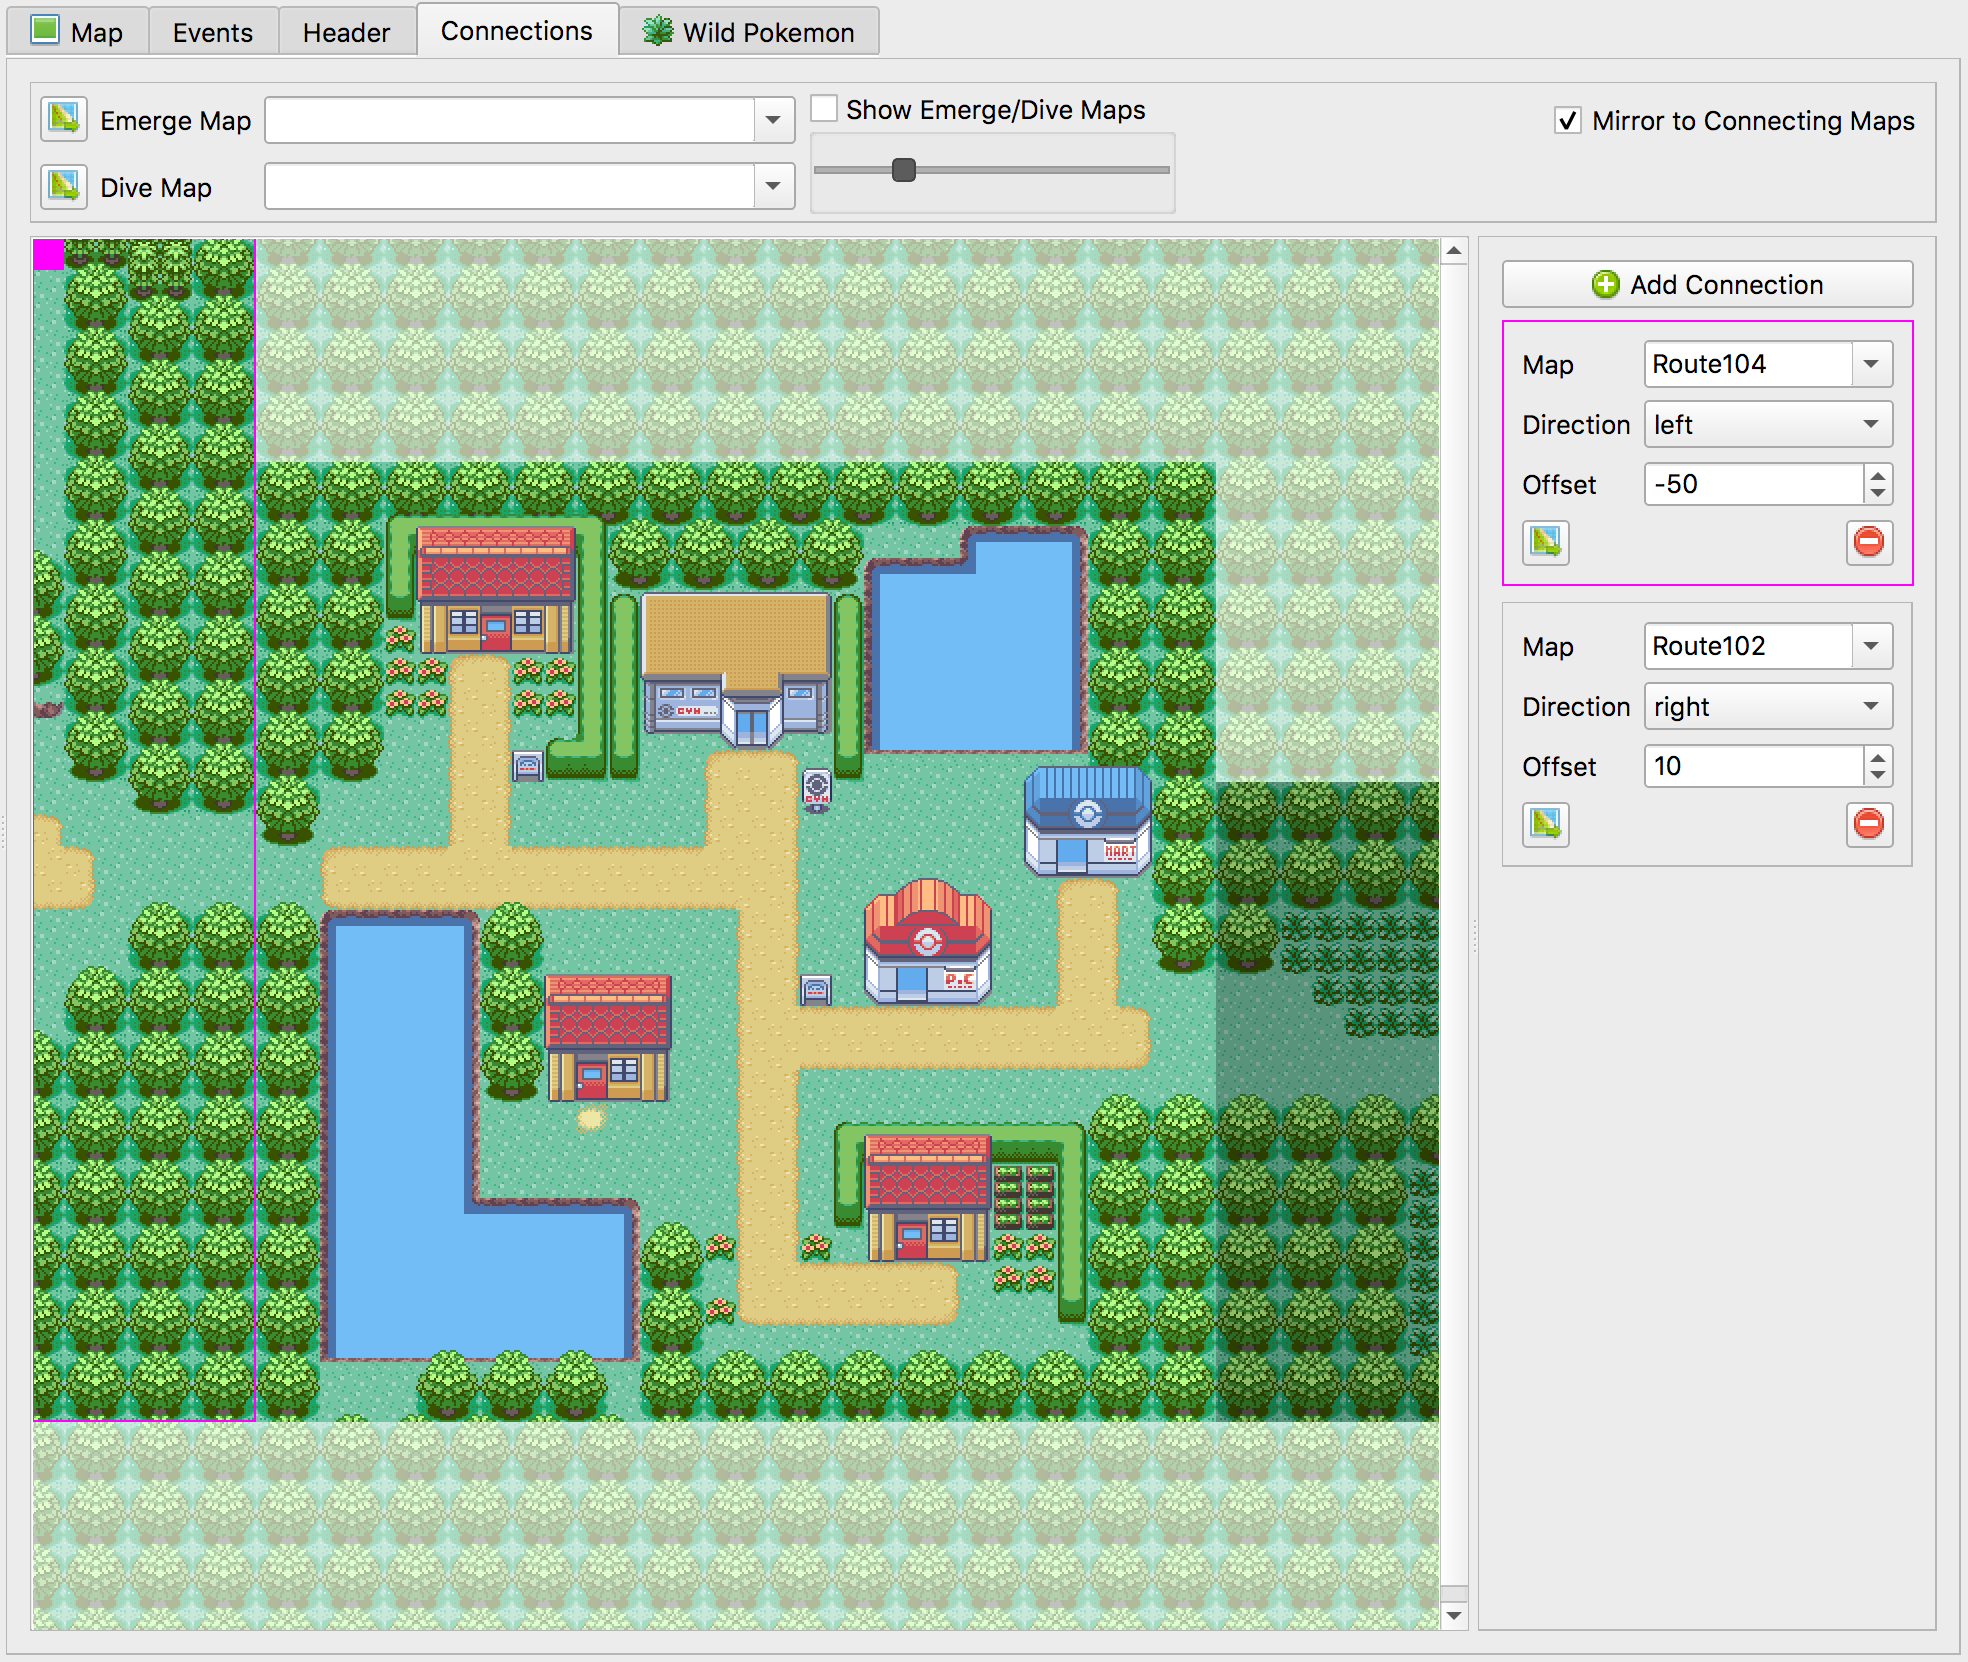 Map
Events
Header
Connections
Wild Pokemon
Emerge Map
Show Emerge/Dive Maps
Mirror to Connecting Maps
Dive Map
Add Connection
Map
Route104
Direction
left
Offset
-50
Map
Route102
Direction
right
Offset
10
GYM
GYM
MART
P.C